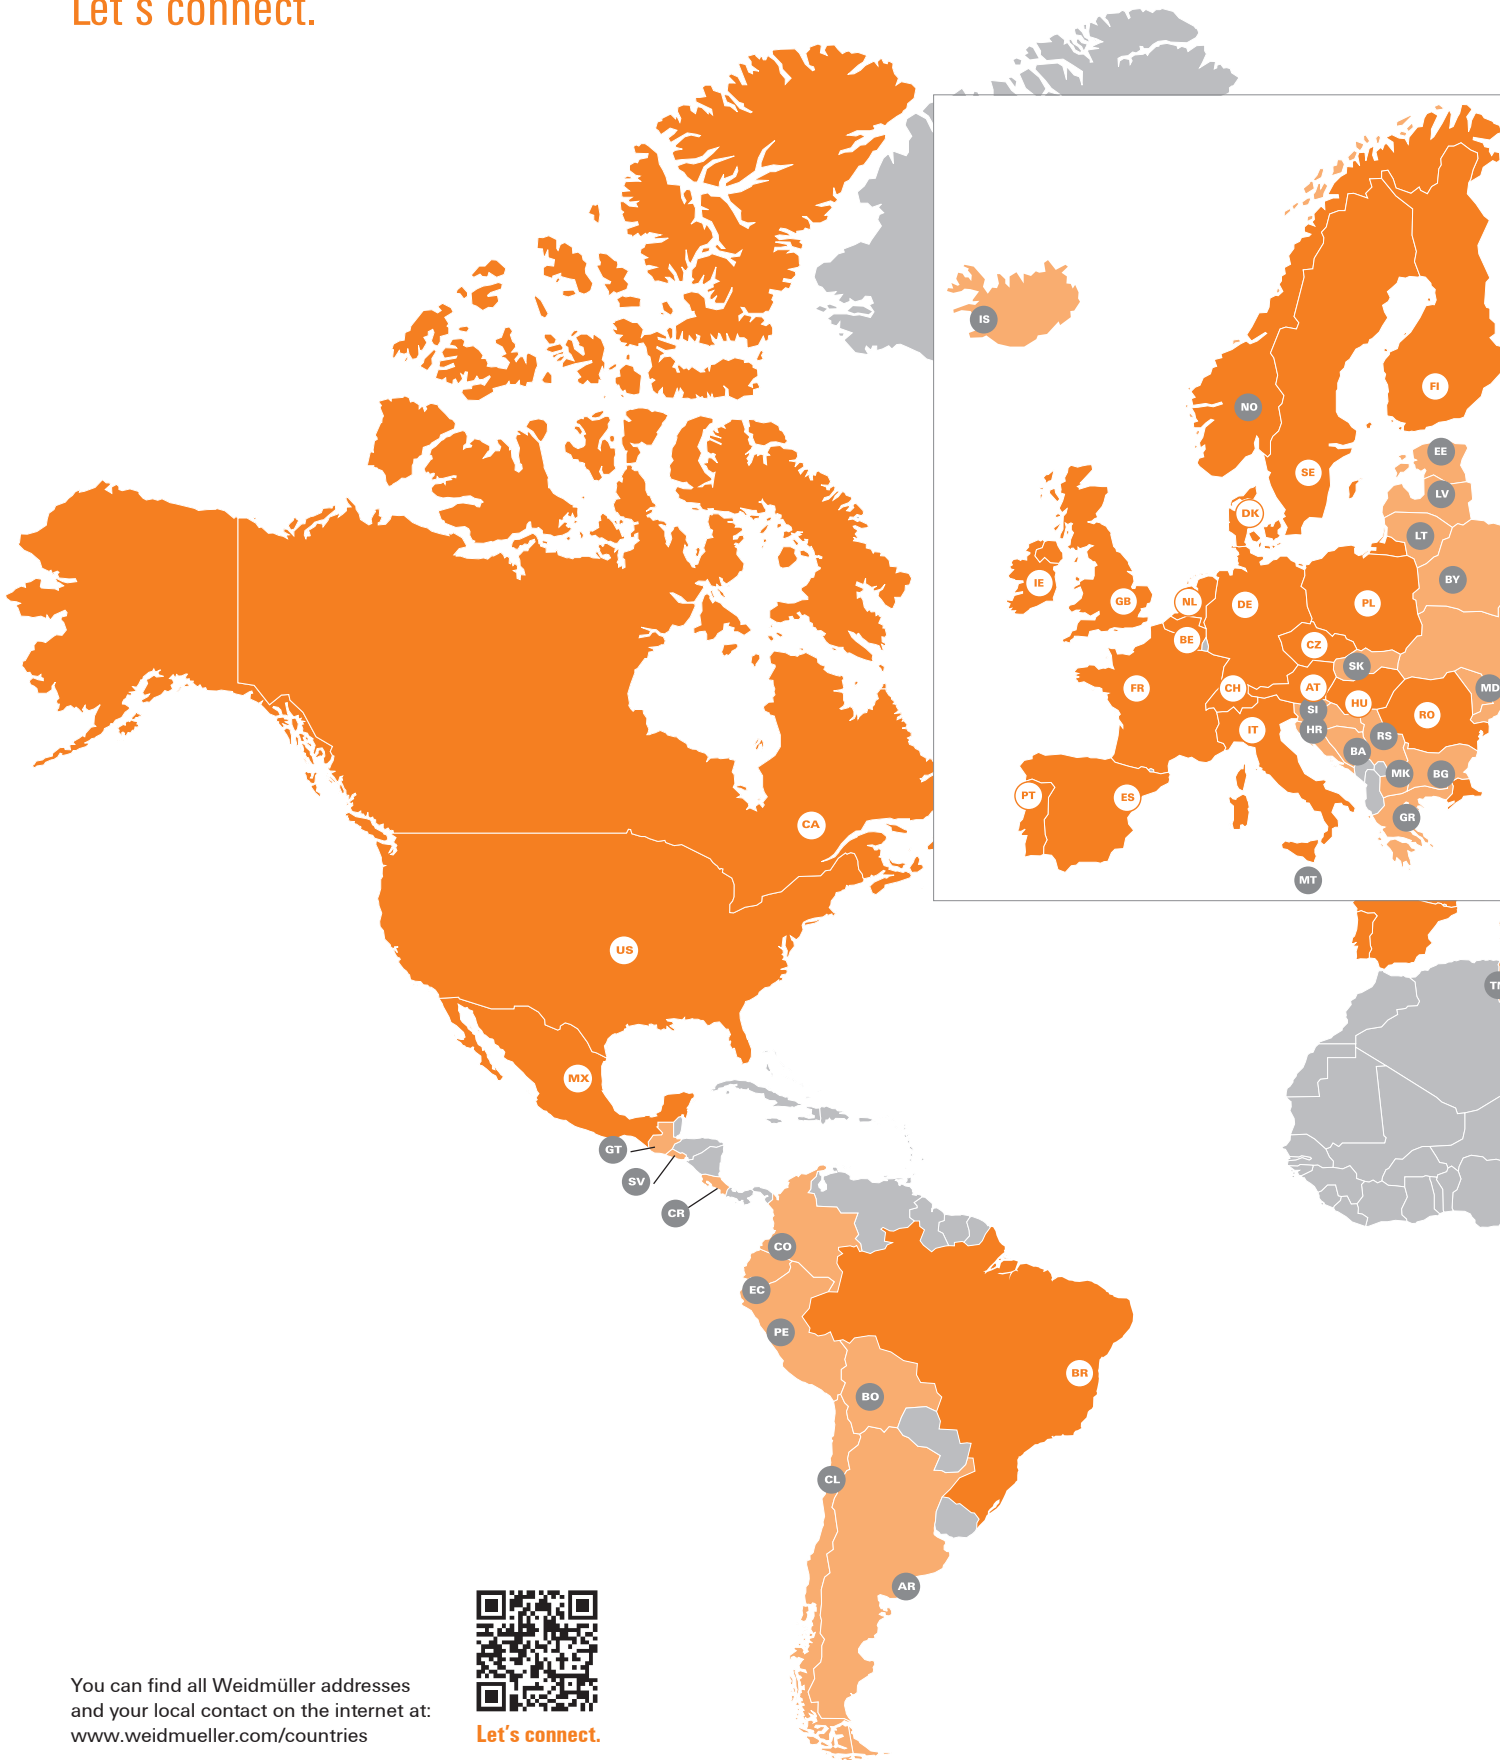 Let's connect.
IS
FI
NO
EE
SE
LV
DK
LT
BY
IE
GB
NL
DE
PL
BE
CZ
SK
FR
CH
AT
MD
HU
SI
RO
IT
HR
RS
BA
MK
BG
PT
ES
GR
CA
MT
US
MX
GT
SV
CR
CO
EC
PE
BR
BO
CL
AR
You can find all Weidmüller addresses
and your local contact on the internet at:
www.weidmueller.com/countries
Let's connect.